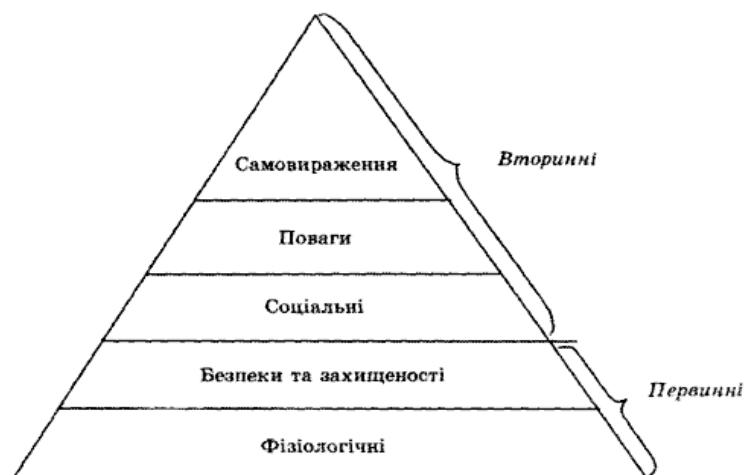 Самовираження
Вторинні
Поваги
Соціальні
Безпеки та захищеності
Первинні
Фізіологічні